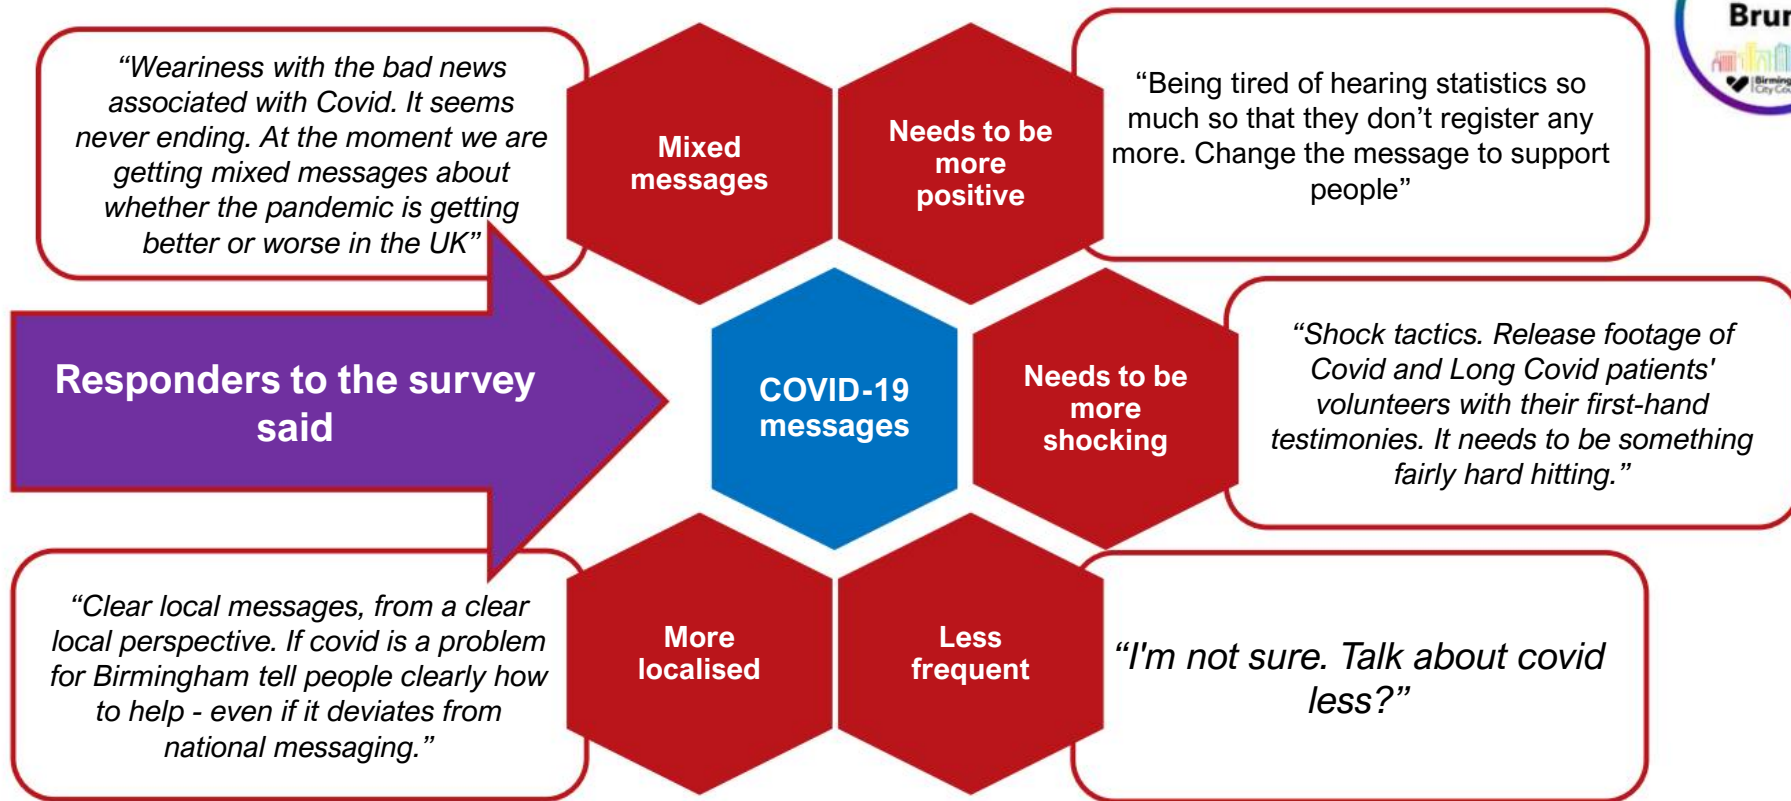 “Weariness with the bad news
associated with Covid. It seems
never ending. At the moment we are
getting mixed messages about
whether the pandemic is getting
better or worse in the UK”
Mixed
messages
Needs to be
more
positive
“Being tired of hearing statistics so
much so that they don’t register any
more. Change the message to support
people”
Responders to the survey
said
COVID-19
messages
Needs to be
more
shocking
“Shock tactics. Release footage of
Covid and Long Covid patients'
volunteers with their first-hand
testimonies. It needs to be something
fairly hard hitting.”
“Clear local messages, from a clear
local perspective. If covid is a problem
for Birmingham tell people clearly how
to help - even if it deviates from
national messaging.”
More
localised
Less
frequent
“I'm not sure. Talk about covid
less?”